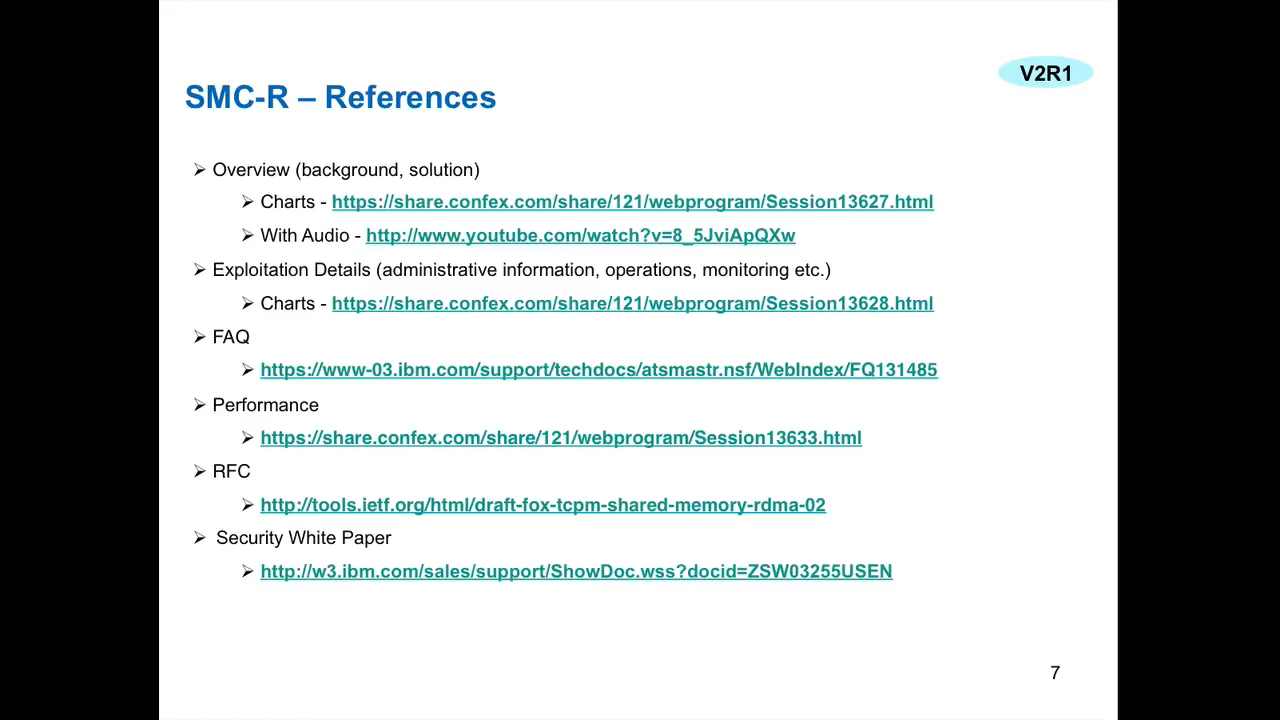 V2R1
SMC-R – References
➢ Overview (background, solution)
➢ Charts - https://share.confex.com/share/121/webprogram/Session13627.html
➢ With Audio - http://www.youtube.com/watch?v=8_5JviApQXw
➢ Exploitation Details (administrative information, operations, monitoring etc.)
➢ Charts - https://share.confex.com/share/121/webprogram/Session13628.html
➢ FAQ
➢ https://www-03.ibm.com/support/techdocs/atsmastr.nsf/WebIndex/FQ131485
➢ Performance
➢ https://share.confex.com/share/121/webprogram/Session13633.html
➢ RFC
➢ http://tools.ietf.org/html/draft-fox-tcpm-shared-memory-rdma-02
➢ Security White Paper
➢ http://w3.ibm.com/sales/support/ShowDoc.wss?docid=ZSW03255USEN
7